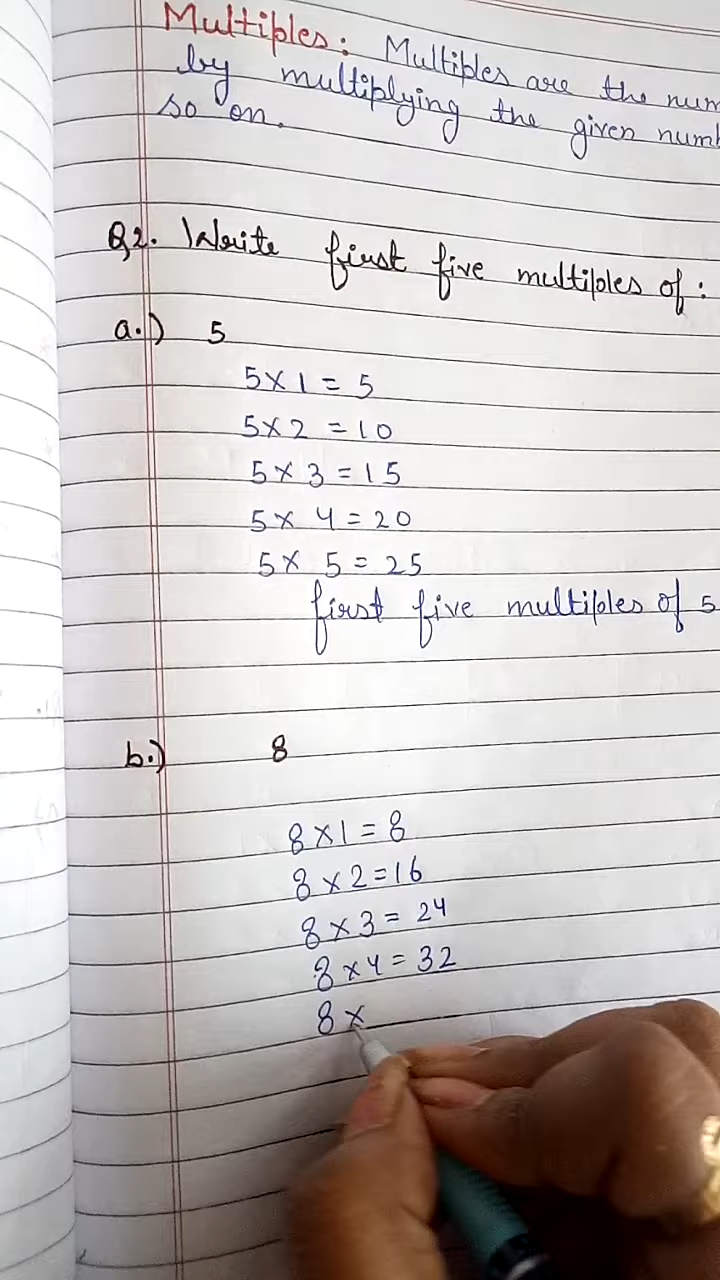 Multiples: Multiples are the num
by multiplying the given numb
so on.
Q2. Write first five multiples of:
a.) 5
5×1=5
5×2=10
5×3=15
5×4=20
5×5=25
first five multiples of 5
b.) 8
8×1=8
8×2=16
8×3=24
8×4=32
8×